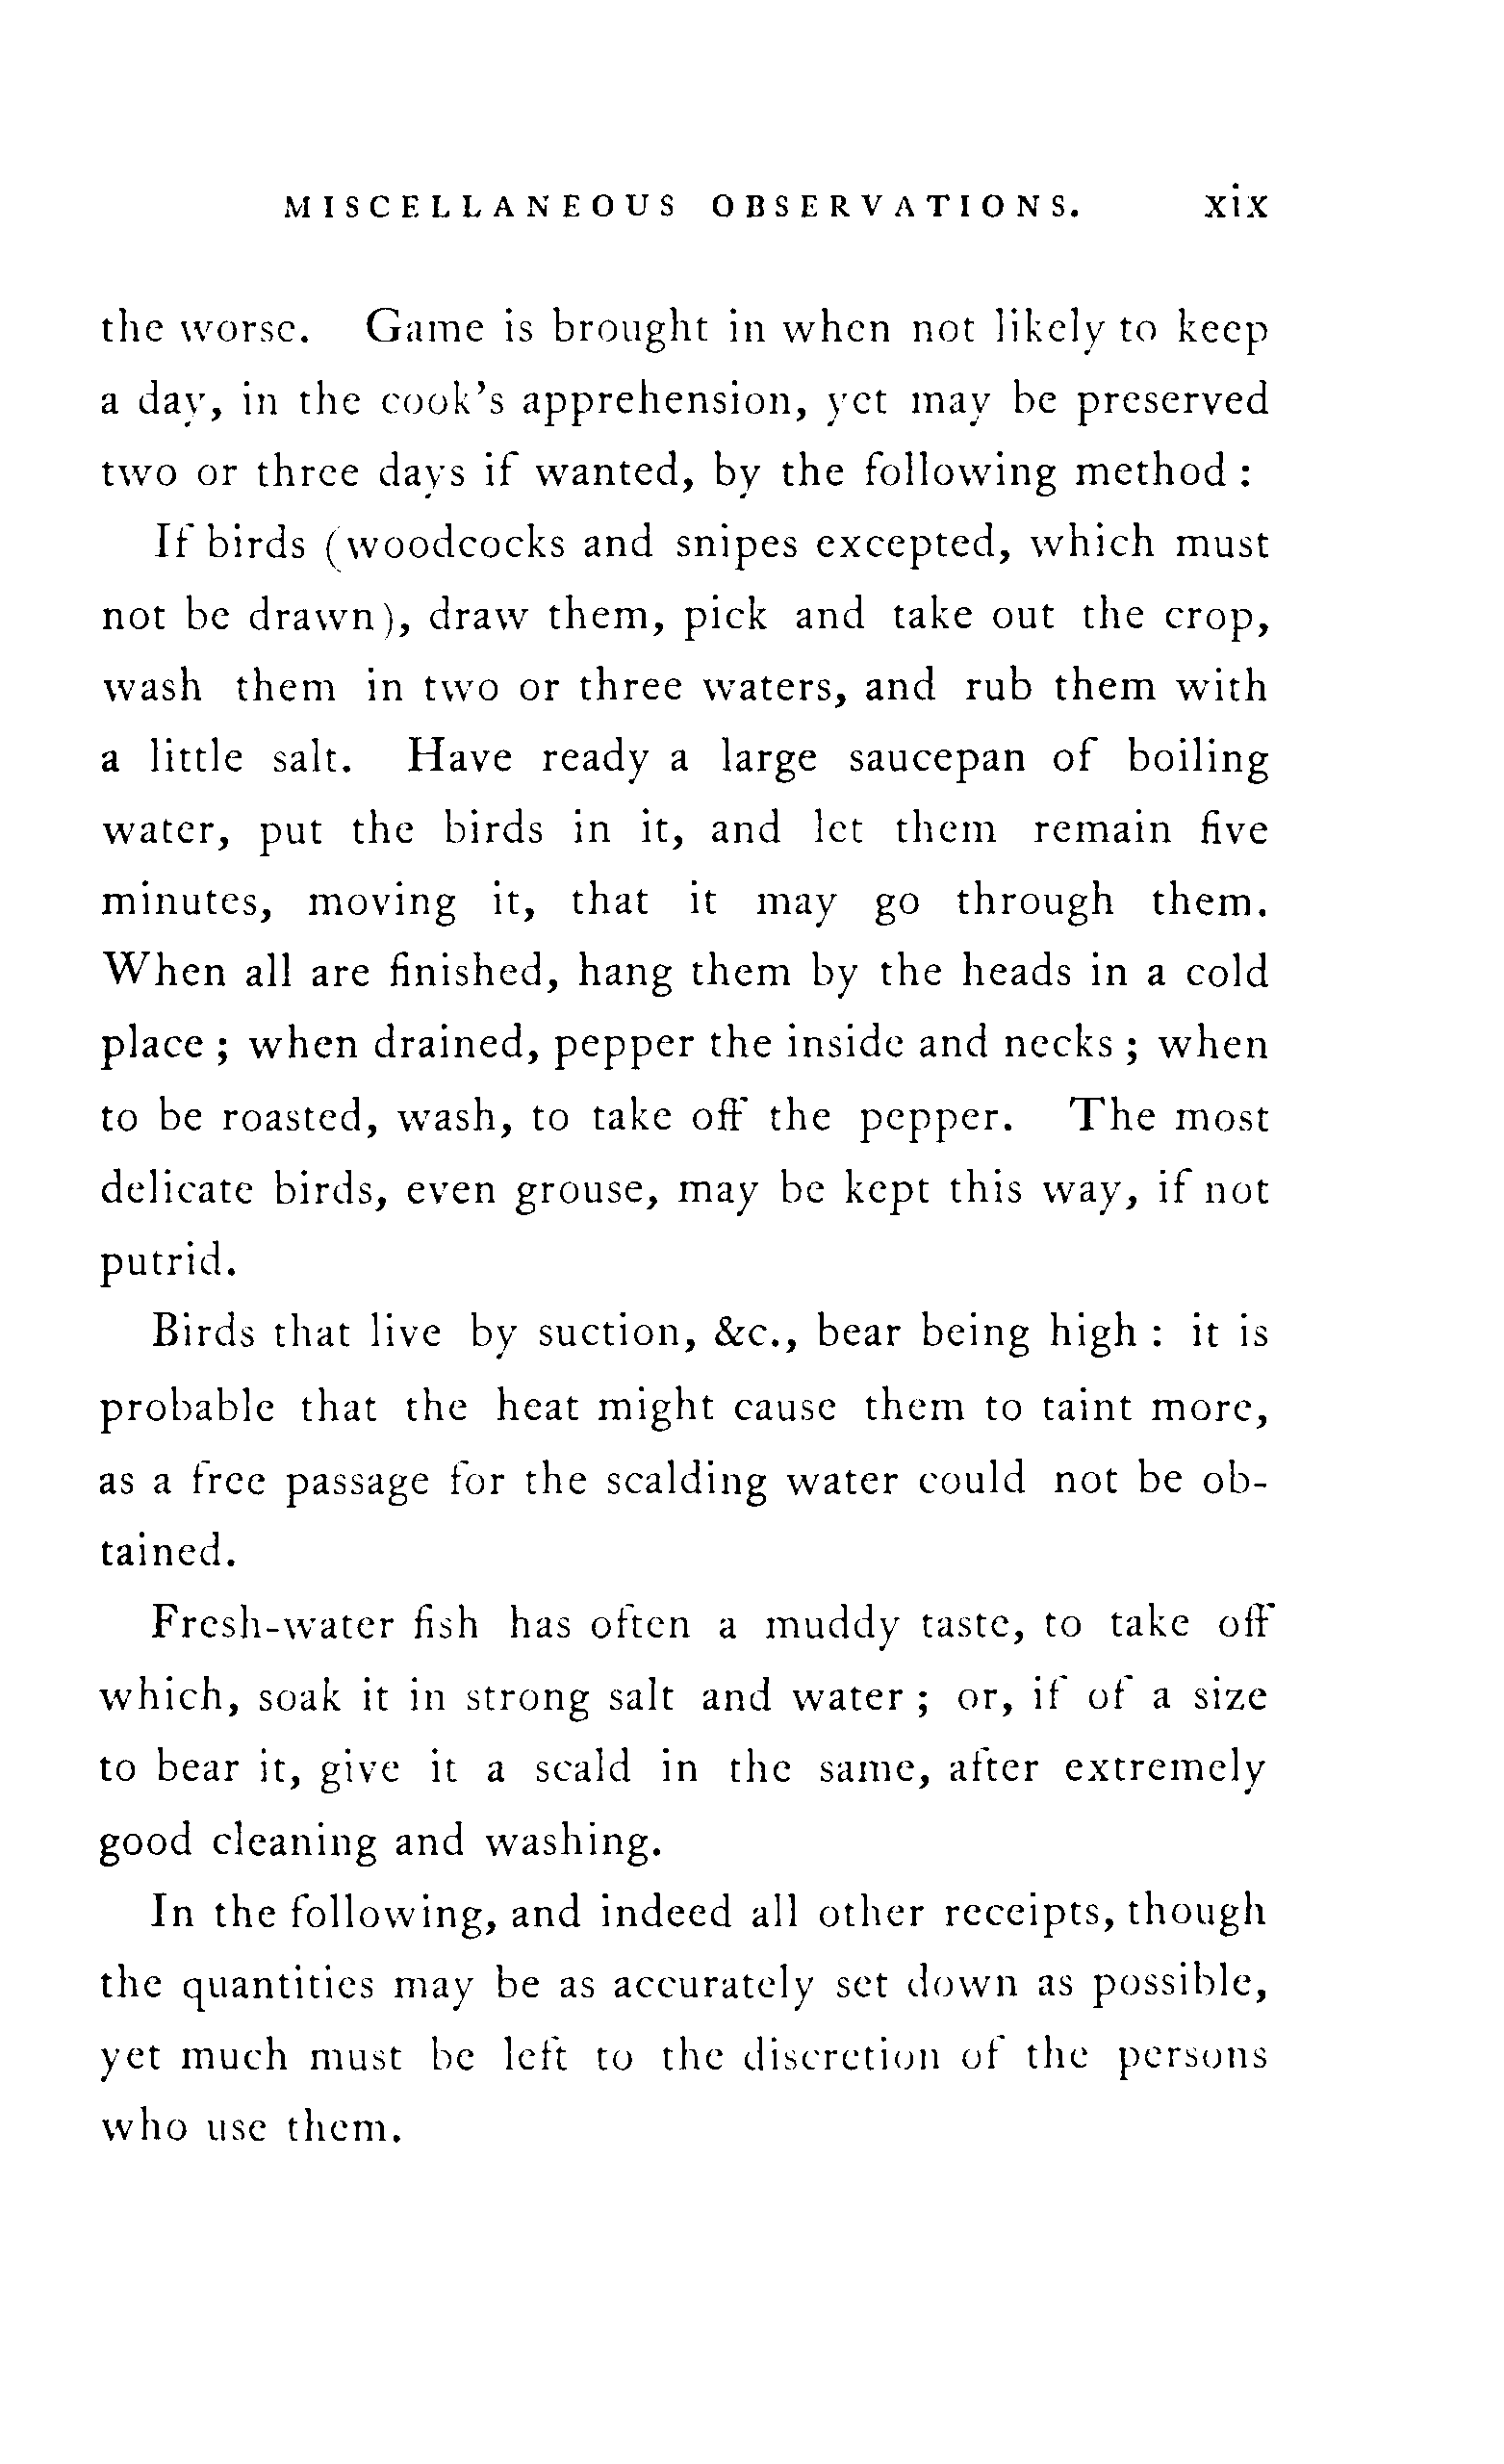 MISCELLANEOUS OBSERVATIONS. xix
the worse. Game is brought in when not likely to keep
a day, in the cook's apprehension, yet may be preserved
two or three days if wanted, by the following method :
If birds (woodcocks and snipes excepted, which must
not be drawn), draw them, pick and take out the crop,
wash them in two or three waters, and rub them with
a little salt. Have ready a large saucepan of boiling
water, put the birds in it, and let them remain five
minutes, moving it, that it may go through them.
When all are finished, hang them by the heads in a cold
place ; when drained, pepper the inside and necks ; when
to be roasted, wash, to take off the pepper. The most
delicate birds, even grouse, may be kept this way, if not
putrid.
Birds that live by suction, &c., bear being high : it is
probable that the heat might cause them to taint more,
as a free passage for the scalding water could not be ob-
tained.
Fresh-water fish has often a muddy taste, to take off
which, soak it in strong salt and water ; or, if of a size
to bear it, give it a scald in the same, after extremely
good cleaning and washing.
In the following, and indeed all other receipts, though
the quantities may be as accurately set down as possible,
yet much must be left to the discretion of the persons
who use them.